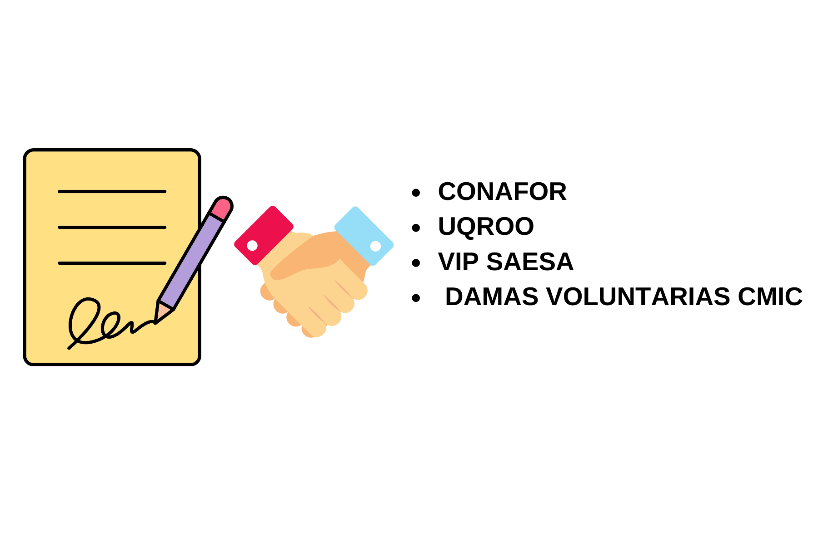 • CONAFOR
• UQROO
• VIP SAESA
• DAMAS VOLUNTARIAS CMIC